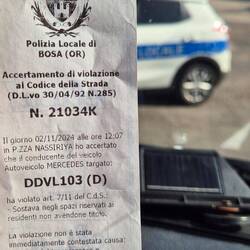 Polizia Locale di
BOSA (OR)
Accertamento di violazione
ai Codice della Strada
(D.L.vo 30/04/92 N.285)
N. 21034K
Il giorno 02/11/2024 alle ore 12:07
in P.ZZA NASSIRIYA ho accertato
che il conducente del veicolo
Autoveicolo MERCEDES targato:
DDVL103 (D)
ha violato art. 7/11 del C.d.S.:
- Sostava negli spazi riservati ai
residenti non avendone titolo.
La violazione non è stata
immediatamente contestata causa:
LOCALE